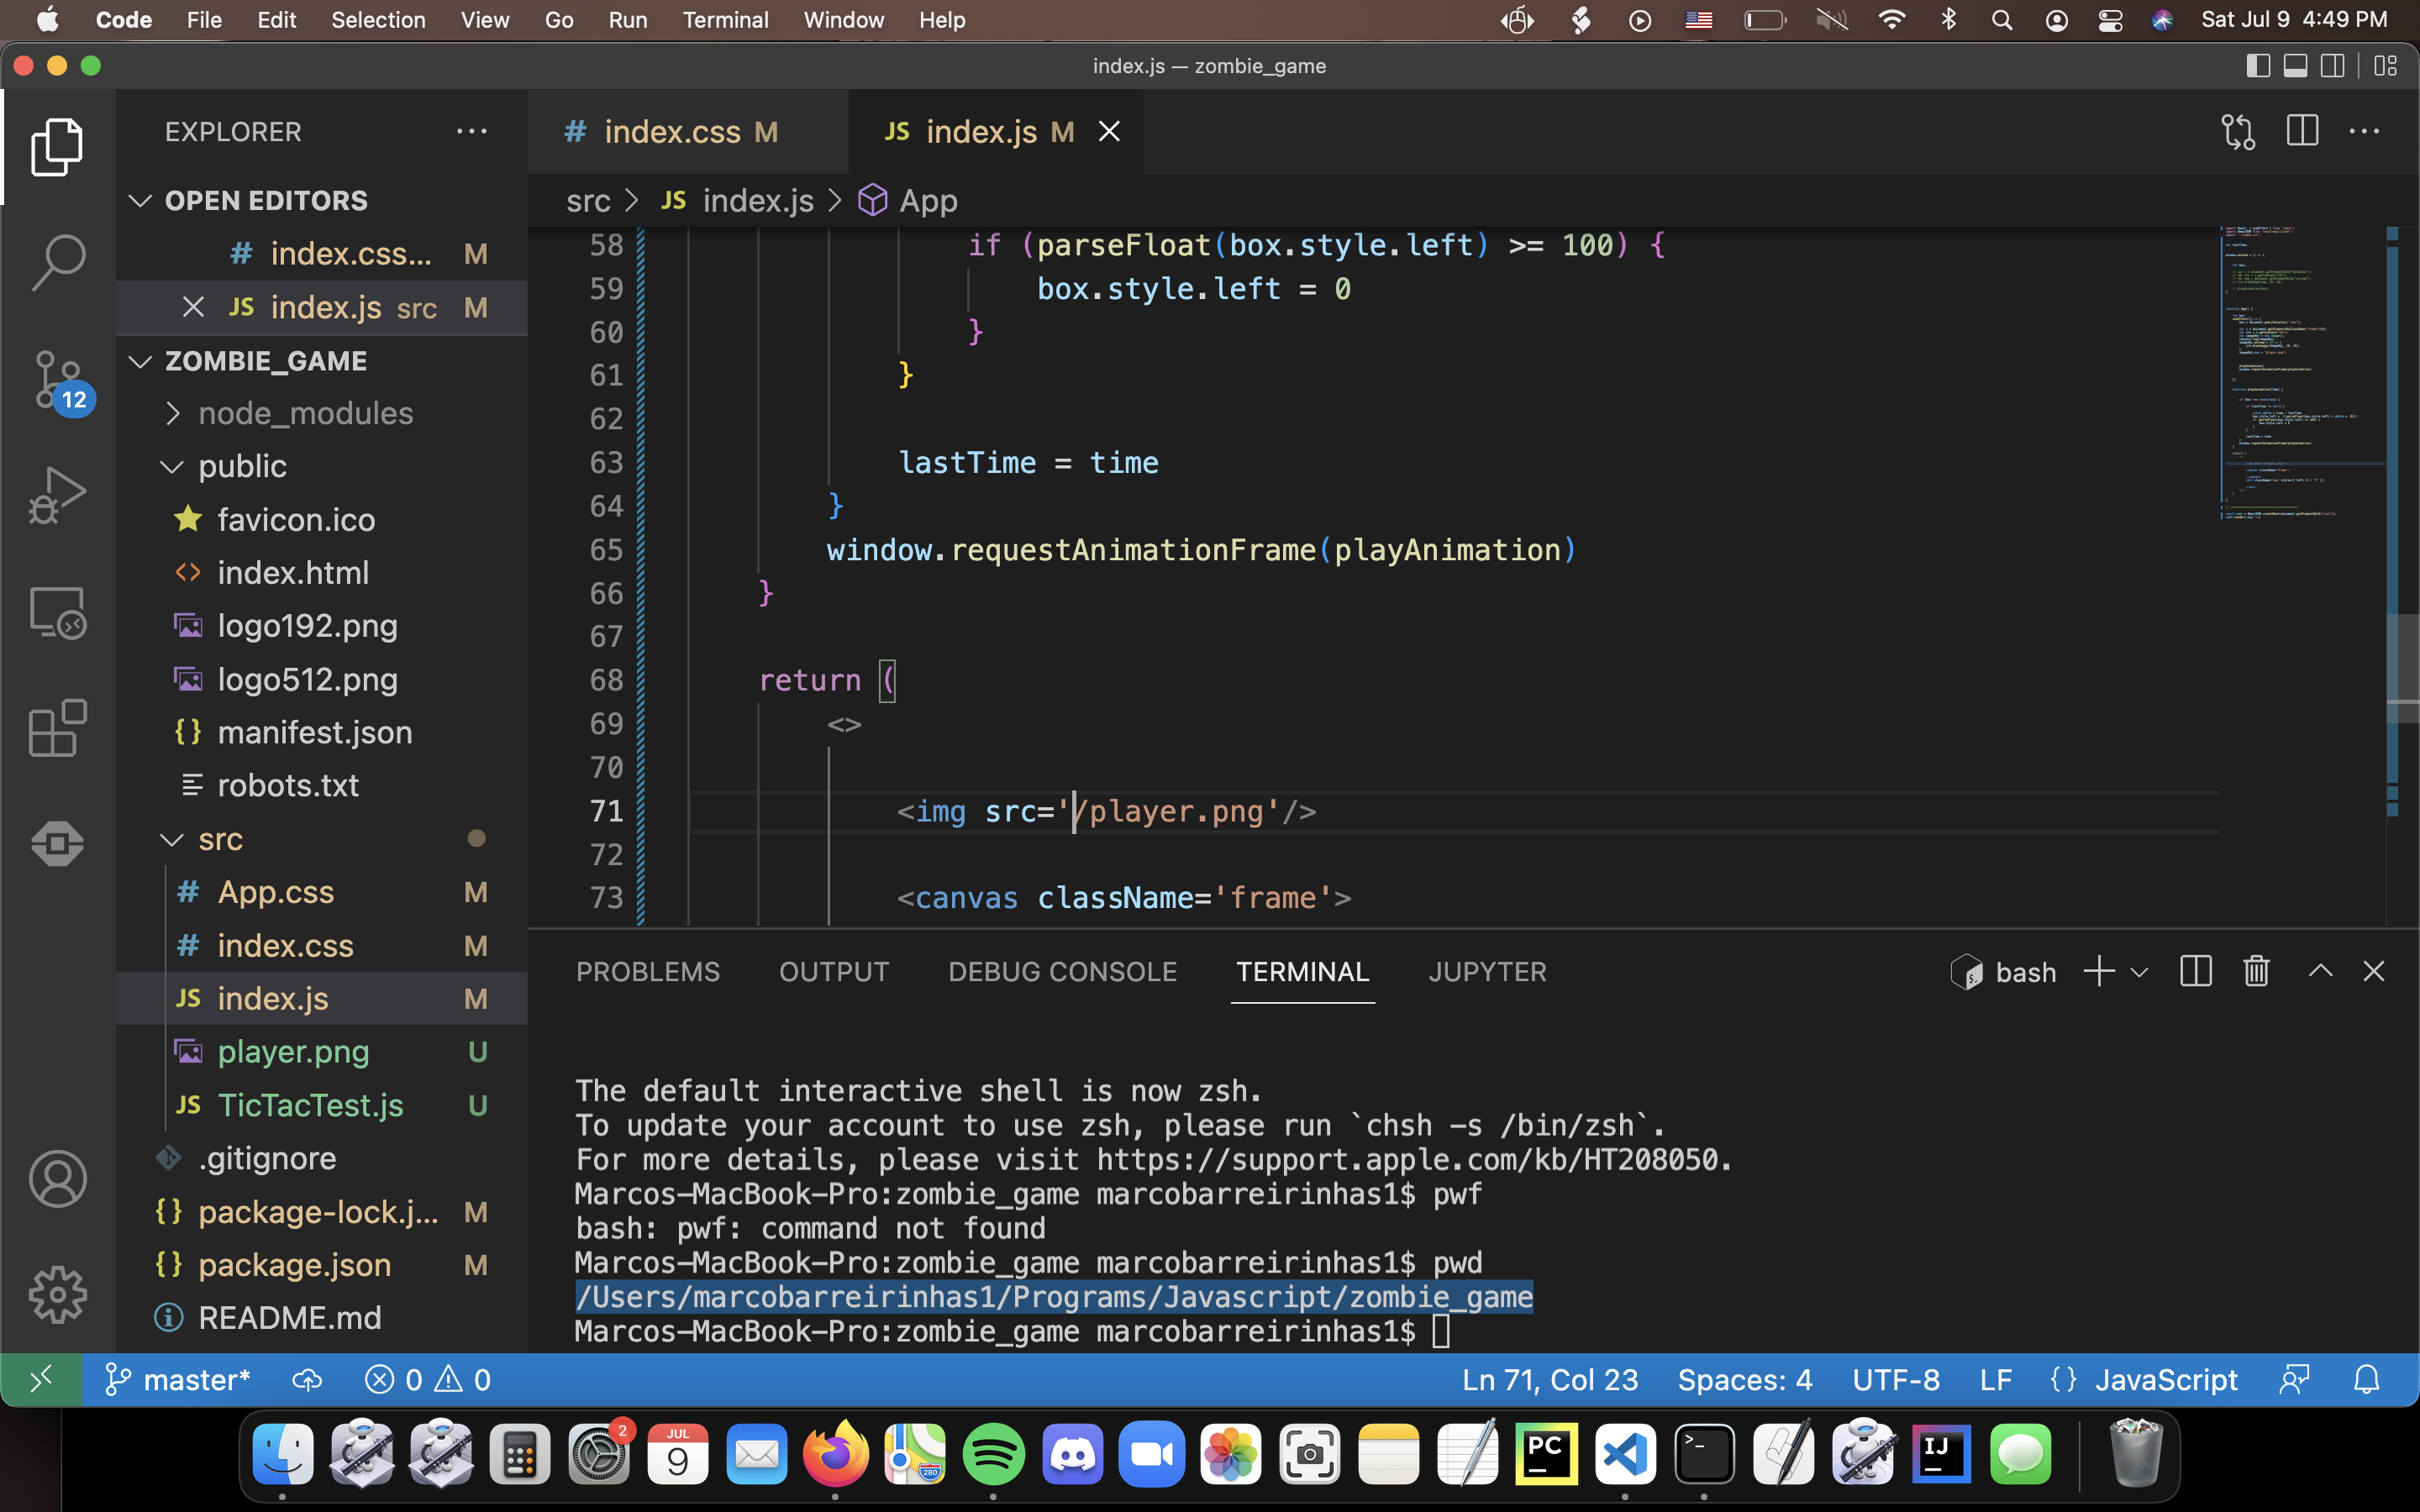 Code File Edit Selection View Go Run Terminal Window Help Sat Jul 9 4:49 PM
index.js — zombie_game
EXPLORER
# index.css M
JS index.js M
OPEN EDITORS
src > JS index.js > App
# index.css... M
JS index.js src M
ZOMBIE_GAME
12
node_modules
public
favicon.ico
<> index.html
logo192.png
logo512.png
{} manifest.json
robots.txt
src
# App.css M
# index.css M
JS index.js M
player.png U
JS TicTacTest.js U
.gitignore
{} package-lock.j... M
{} package.json M
README.md
58 if (parseFloat(box.style.left) >= 100) {
59 box.style.left = 0
60 }
61 }
62
63 lastTime = time
64 }
65 window.requestAnimationFrame(playAnimation)
66 }
67
68 return (
69 <>
70
71 <img src='/player.png'/>
72
73 <canvas className='frame'>
PROBLEMS OUTPUT DEBUG CONSOLE TERMINAL JUPYTER
bash
The default interactive shell is now zsh.
To update your account to use zsh, please run `chsh -s /bin/zsh`.
For more details, please visit https://support.apple.com/kb/HT208050.
Marcos-MacBook-Pro:zombie_game marcobarreirinhas1$ pwf
bash: pwf: command not found
Marcos-MacBook-Pro:zombie_game marcobarreirinhas1$ pwd
/Users/marcobarreirinhas1/Programs/Javascript/zombie_game
Marcos-MacBook-Pro:zombie_game marcobarreirinhas1$
master* 0 0 Ln 71, Col 23 Spaces: 4 UTF-8 LF {} JavaScript
2
JUL
9
280
PC
>_
IJ